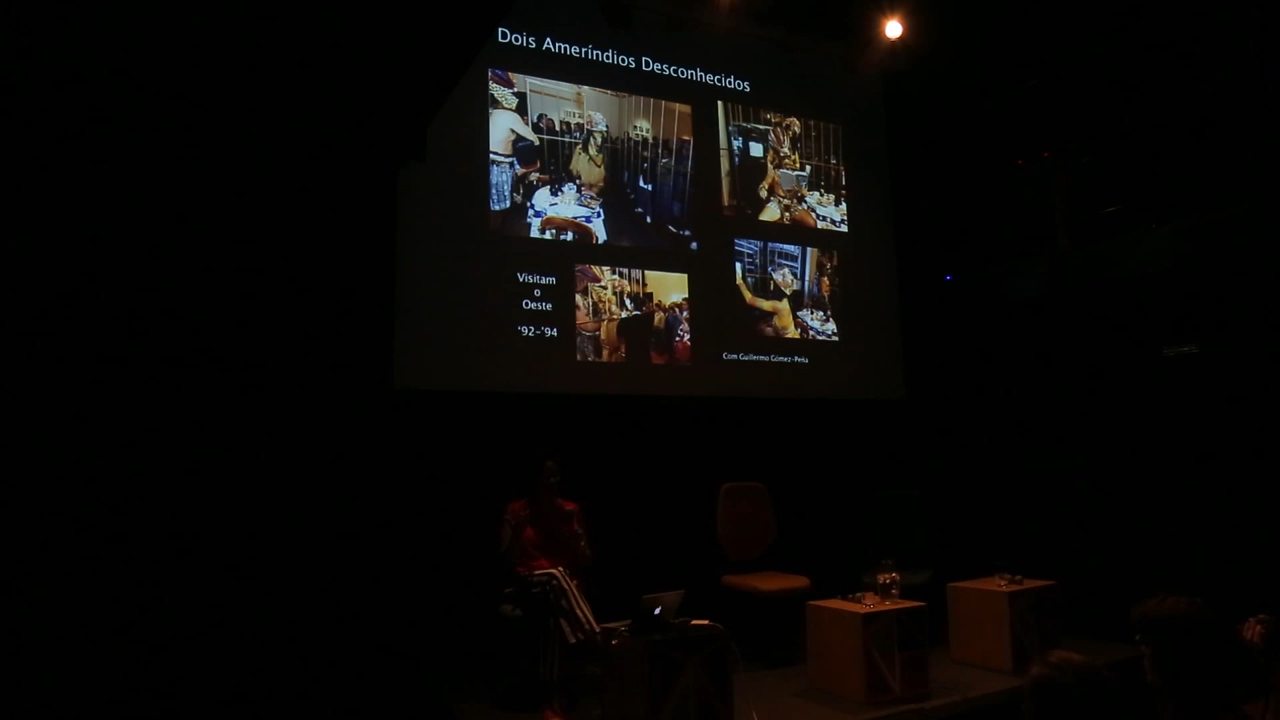 Dois Ameríndios Desconhecidos
Visitam
o
Oeste
'92-'94
Com Guillermo Gómez-Peña